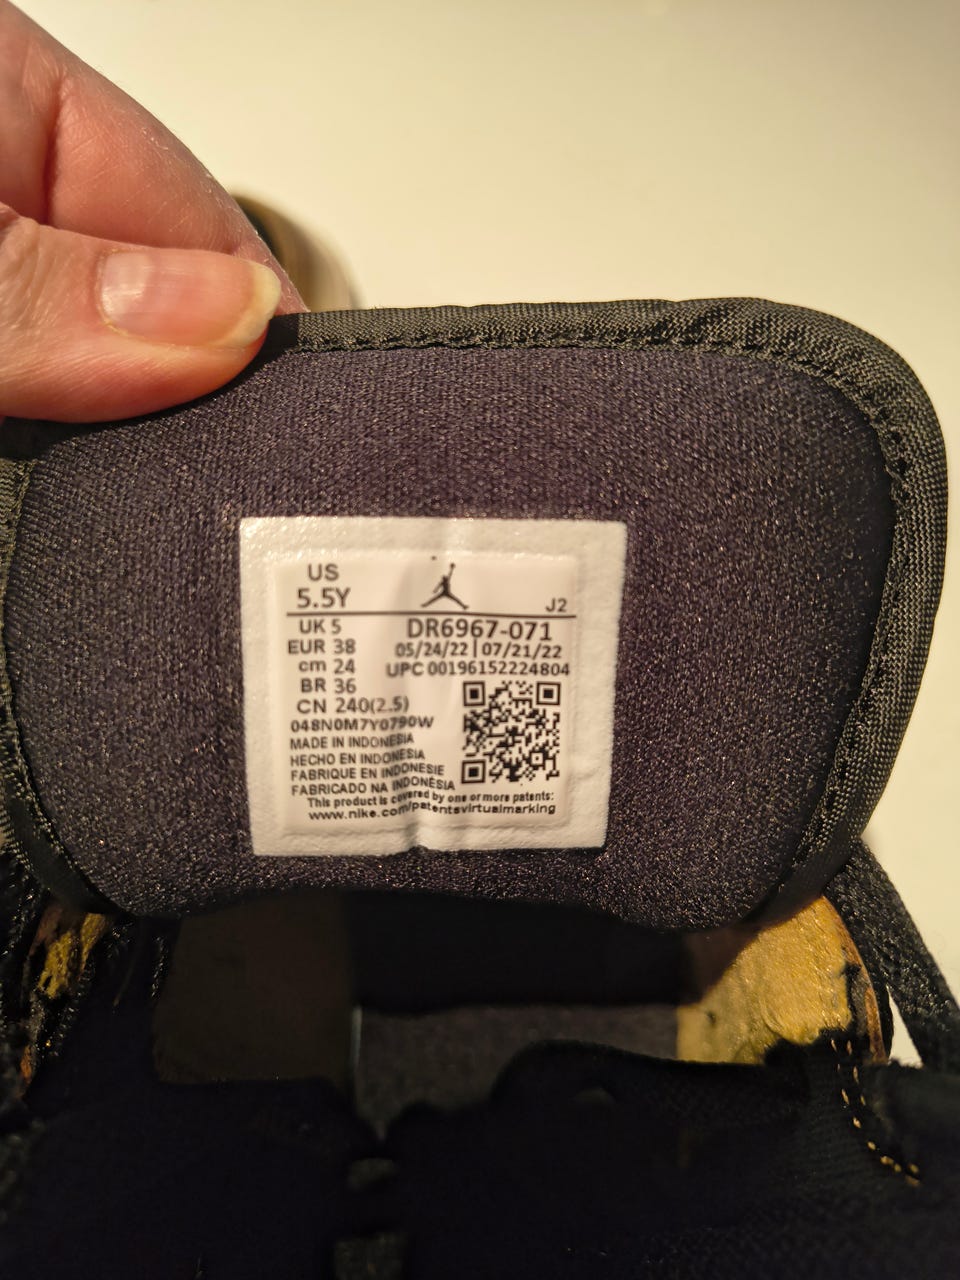 US
5.5Y
J2
UK 5
DR6967-071
EUR 38
05/24/22 | 07/21/22
cm 24
UPC 00196152224804
BR 36
CN 240(2.5)
048N0M7Y0790W
MADE IN INDONESIA
HECHO EN INDONESIA
FABRIQUE EN INDONESIE
FABRICADO NA INDONÉSIA
This product is covered by one or more patents:
www.nike.com/patentsvirtualmarking